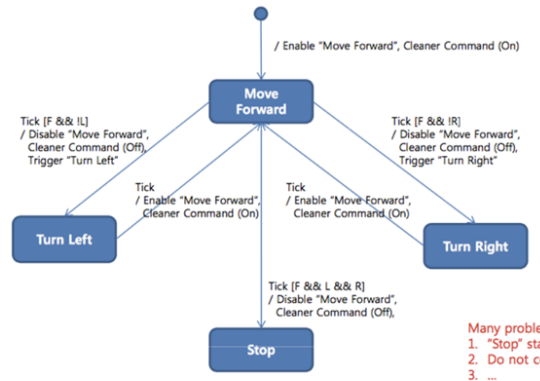 / Enable "Move Forward", Cleaner Command (On)
Move
Forward
Tick [F && !L]
/ Disable "Move Forward",
Cleaner Command (Off),
Trigger "Turn Left"
Tick [F && !R]
/ Disable "Move Forward",
Cleaner Command (Off),
Trigger "Turn Right"
Tick
/ Enable "Move Forward",
Cleaner Command (On)
Tick
/ Enable "Move Forward",
Cleaner Command (On)
Turn Left
Turn Right
Tick [F && L && R]
/ Disable "Move Forward",
Cleaner Command (Off),
Stop
Many proble
1. "Stop" sta
2. Do not c
3. ...